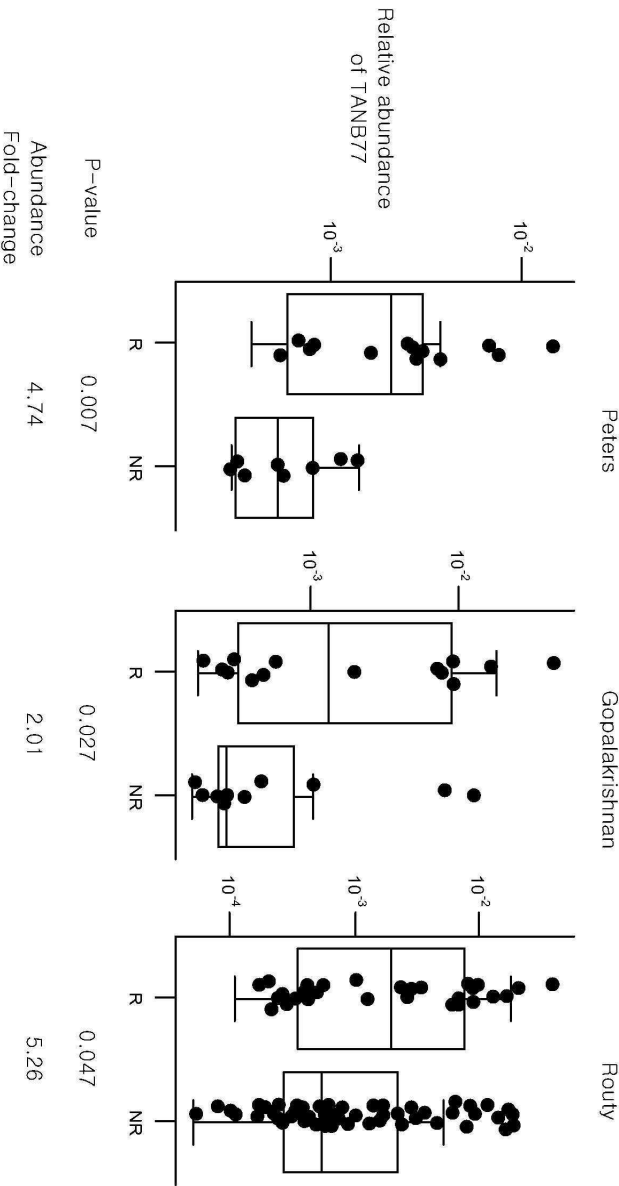 Peters
Gopalakrishnan
Routy
Relative abundance
of TANB77
10⁻²
10⁻³
10⁻²
10⁻³
10⁻²
10⁻³
10⁻⁴
R
NR
R
NR
R
NR
P-value
0.007
0.027
0.047
Abundance
Fold-change
4.74
2.01
5.26